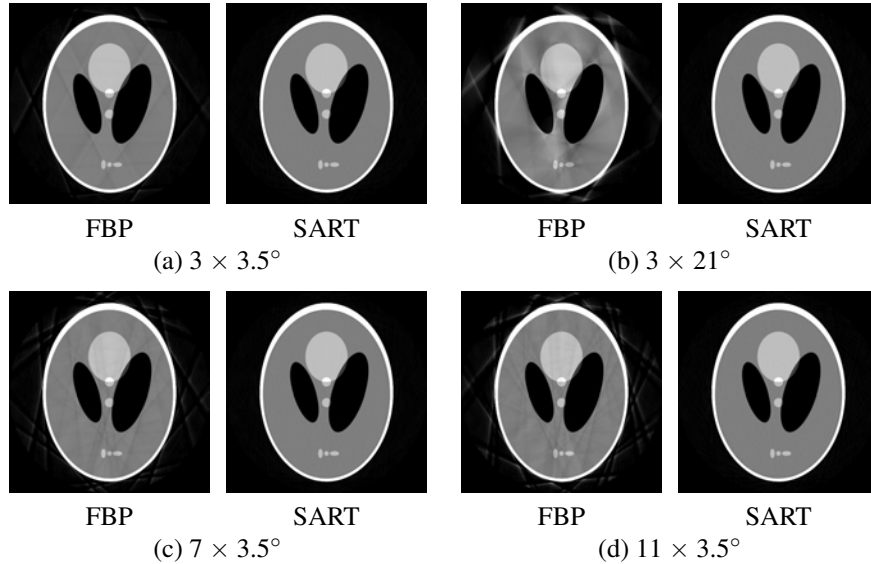 FBP SART FBP SART
(a) 3 × 3.5° (b) 3 × 21°
FBP SART FBP SART
(c) 7 × 3.5° (d) 11 × 3.5°